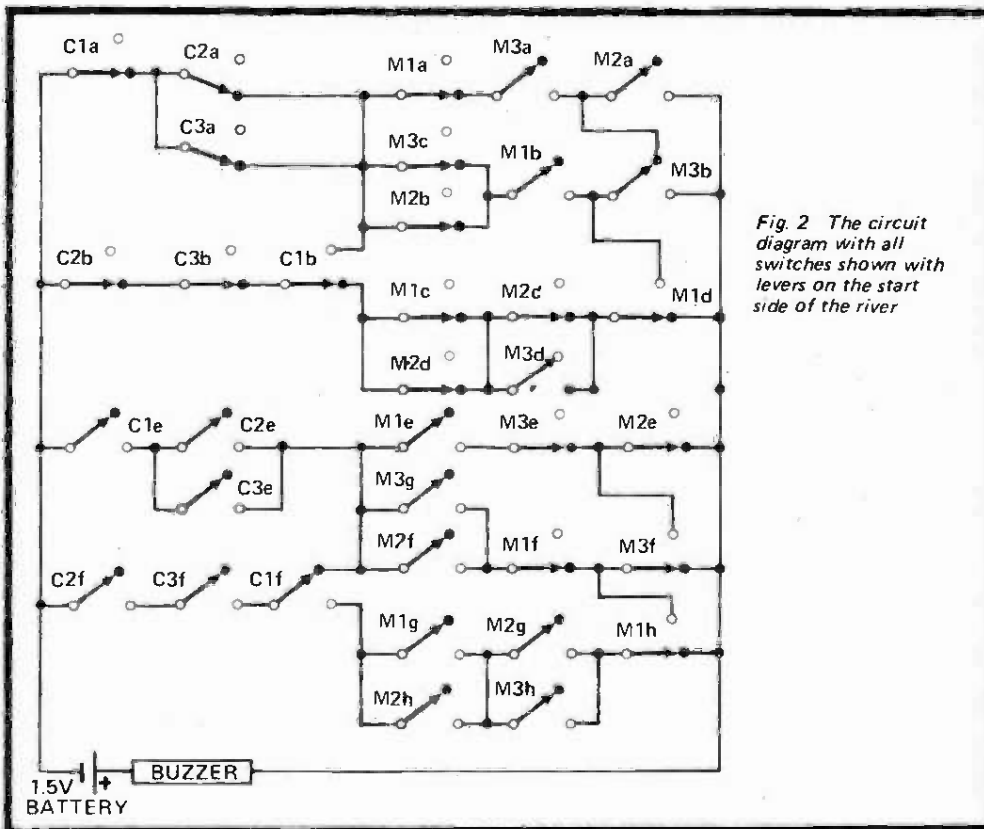 C1a C2a M1a M3a M2a
C3a M3c M1b M3b
M2b
C2b C3b C1b M1c M2c M1d
M2d M3d
C1e C2e M1e M3e M2e
C3e M3g
M2f M1f M3f
C2f C3f C1f
M1g M2g M1h
M2h M3h
1.5V
BATTERY
+
BUZZER
Fig. 2 The circuit
diagram with all
switches shown with
levers on the start
side of the river